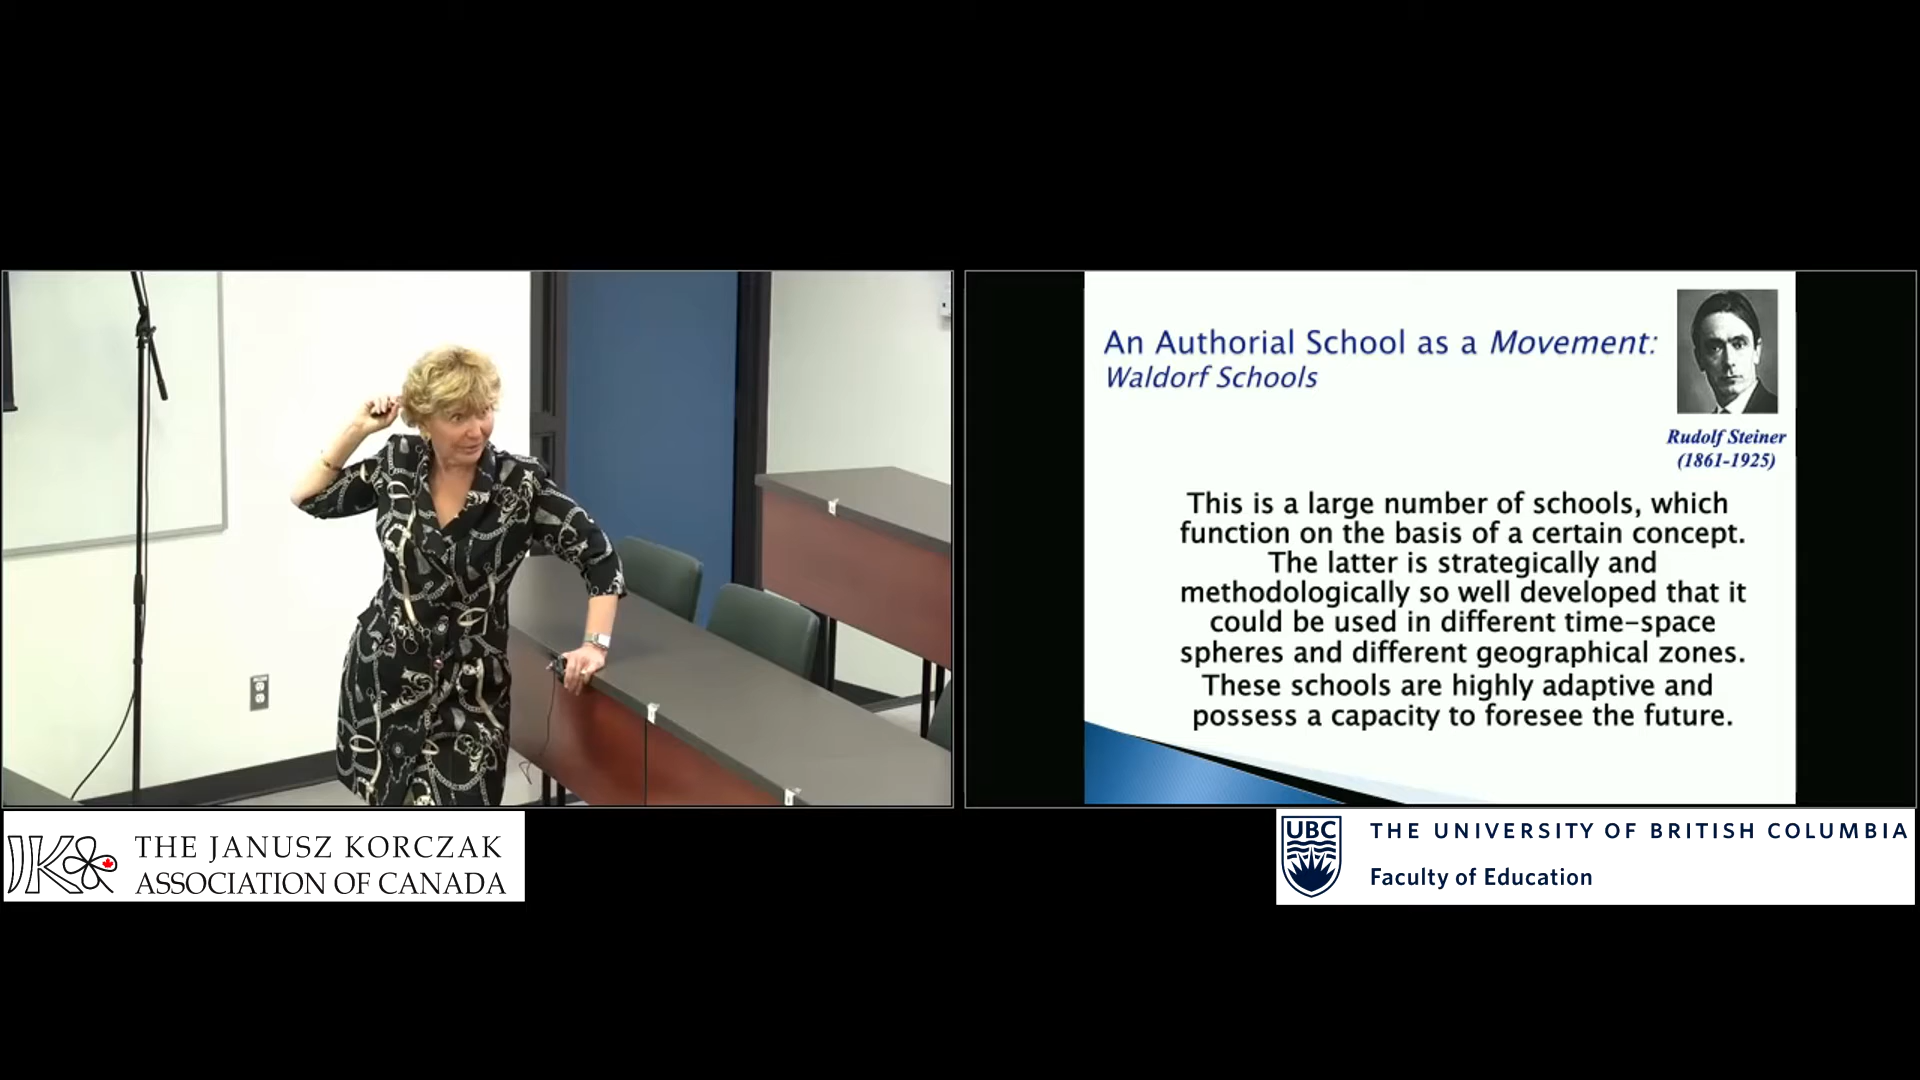 An Authorial School as a Movement:
Waldorf Schools
Rudolf Steiner
(1861-1925)
This is a large number of schools, which
function on the basis of a certain concept.
The latter is strategically and
methodologically so well developed that it
could be used in different time-space
spheres and different geographical zones.
These schools are highly adaptive and
possess a capacity to foresee the future.
JK
THE JANUSZ KORCZAK
ASSOCIATION OF CANADA
UBC
THE UNIVERSITY OF BRITISH COLUMBIA
Faculty of Education